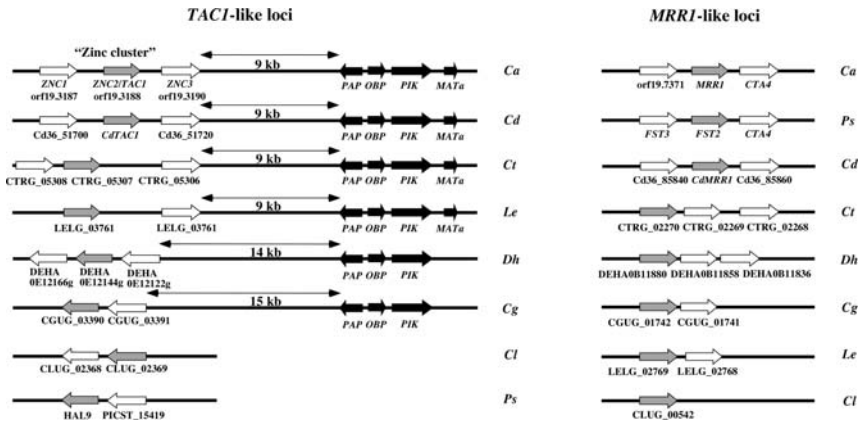 TAC1-like loci
MRR1-like loci
"Zinc cluster"
9 kb
ZNC1 ZNC2/TAC1 ZNC3 PAP OBP PIK MATa Ca
orf19.3187 orf19.3188 orf19.3190
9 kb
Cd36_51700 CdTAC1 Cd36_51720 PAP OBP PIK MATa Cd
9 kb
CTRG_05308 CTRG_05307 CTRG_05306 PAP OBP PIK MATa Ct
9 kb
LELG_03761 LELG_03761 PAP OBP PIK MATa Le
14 kb
DEHA DEHA DEHA PAP OBP PIK Dh
0E12166g 0E12144g 0E12122g
15 kb
CGUG_03390 CGUG_03391 PAP OBP PIK Cg
CLUG_02368 CLUG_02369 Cl
HAL9 PICST_15419 Ps
orf19.7371 MRR1 CTA4 Ca
FST3 FST2 CTA4 Ps
Cd36_85840 CdMRR1 Cd36_85860 Cd
CTRG_02270 CTRG_02269 CTRG_02268 Ct
DEHA0B11880 DEHA0B11858 DEHA0B11836 Dh
CGUG_01742 CGUG_01741 Cg
LELG_02769 LELG_02768 Le
CLUG_00542 Cl